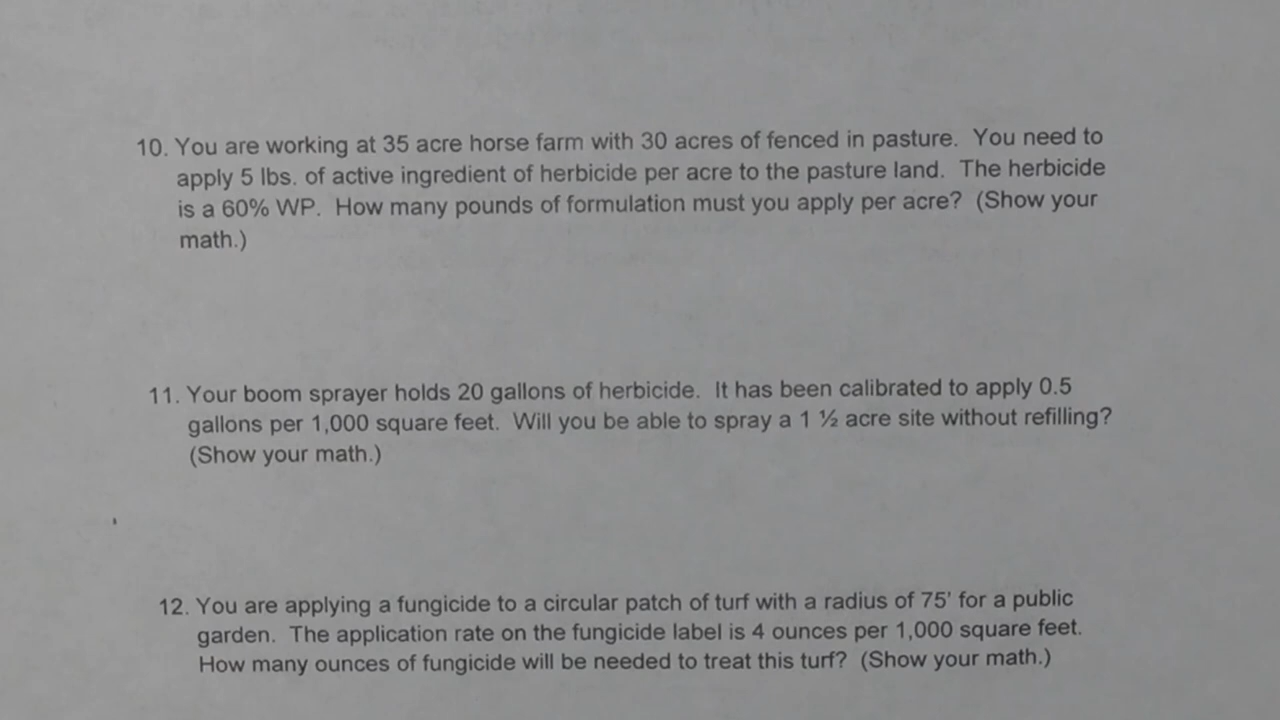 10. You are working at 35 acre horse farm with 30 acres of fenced in pasture. You need to
apply 5 lbs. of active ingredient of herbicide per acre to the pasture land. The herbicide
is a 60% WP. How many pounds of formulation must you apply per acre? (Show your
math.)
11. Your boom sprayer holds 20 gallons of herbicide. It has been calibrated to apply 0.5
gallons per 1,000 square feet. Will you be able to spray a 1 ½ acre site without refilling?
(Show your math.)
12. You are applying a fungicide to a circular patch of turf with a radius of 75' for a public
garden. The application rate on the fungicide label is 4 ounces per 1,000 square feet.
How many ounces of fungicide will be needed to treat this turf? (Show your math.)